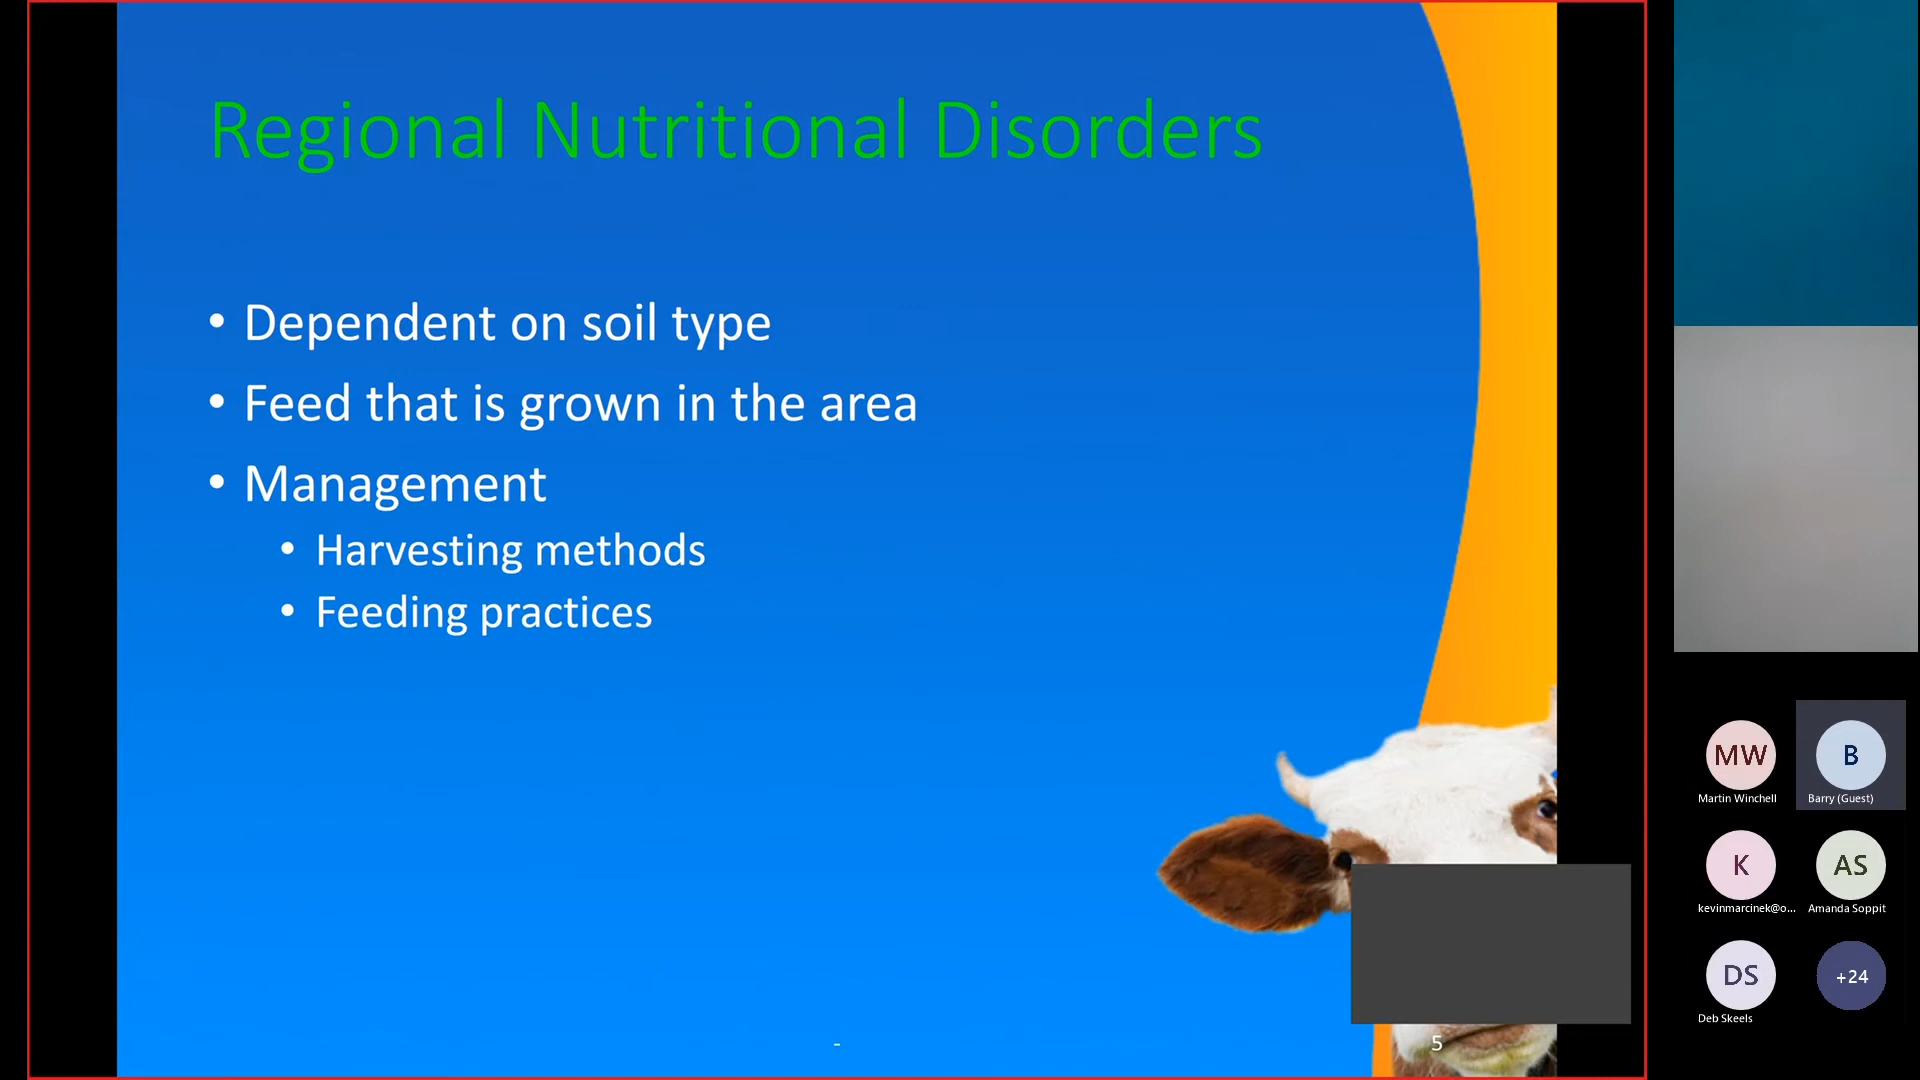 Regional Nutritional Disorders
• Dependent on soil type
• Feed that is grown in the area
• Management
• Harvesting methods
• Feeding practices
-
5
MW
Martin Winchell
B
Barry (Guest)
K
kevinmarcinek@o...
AS
Amanda Soppit
DS
Deb Skeels
+24